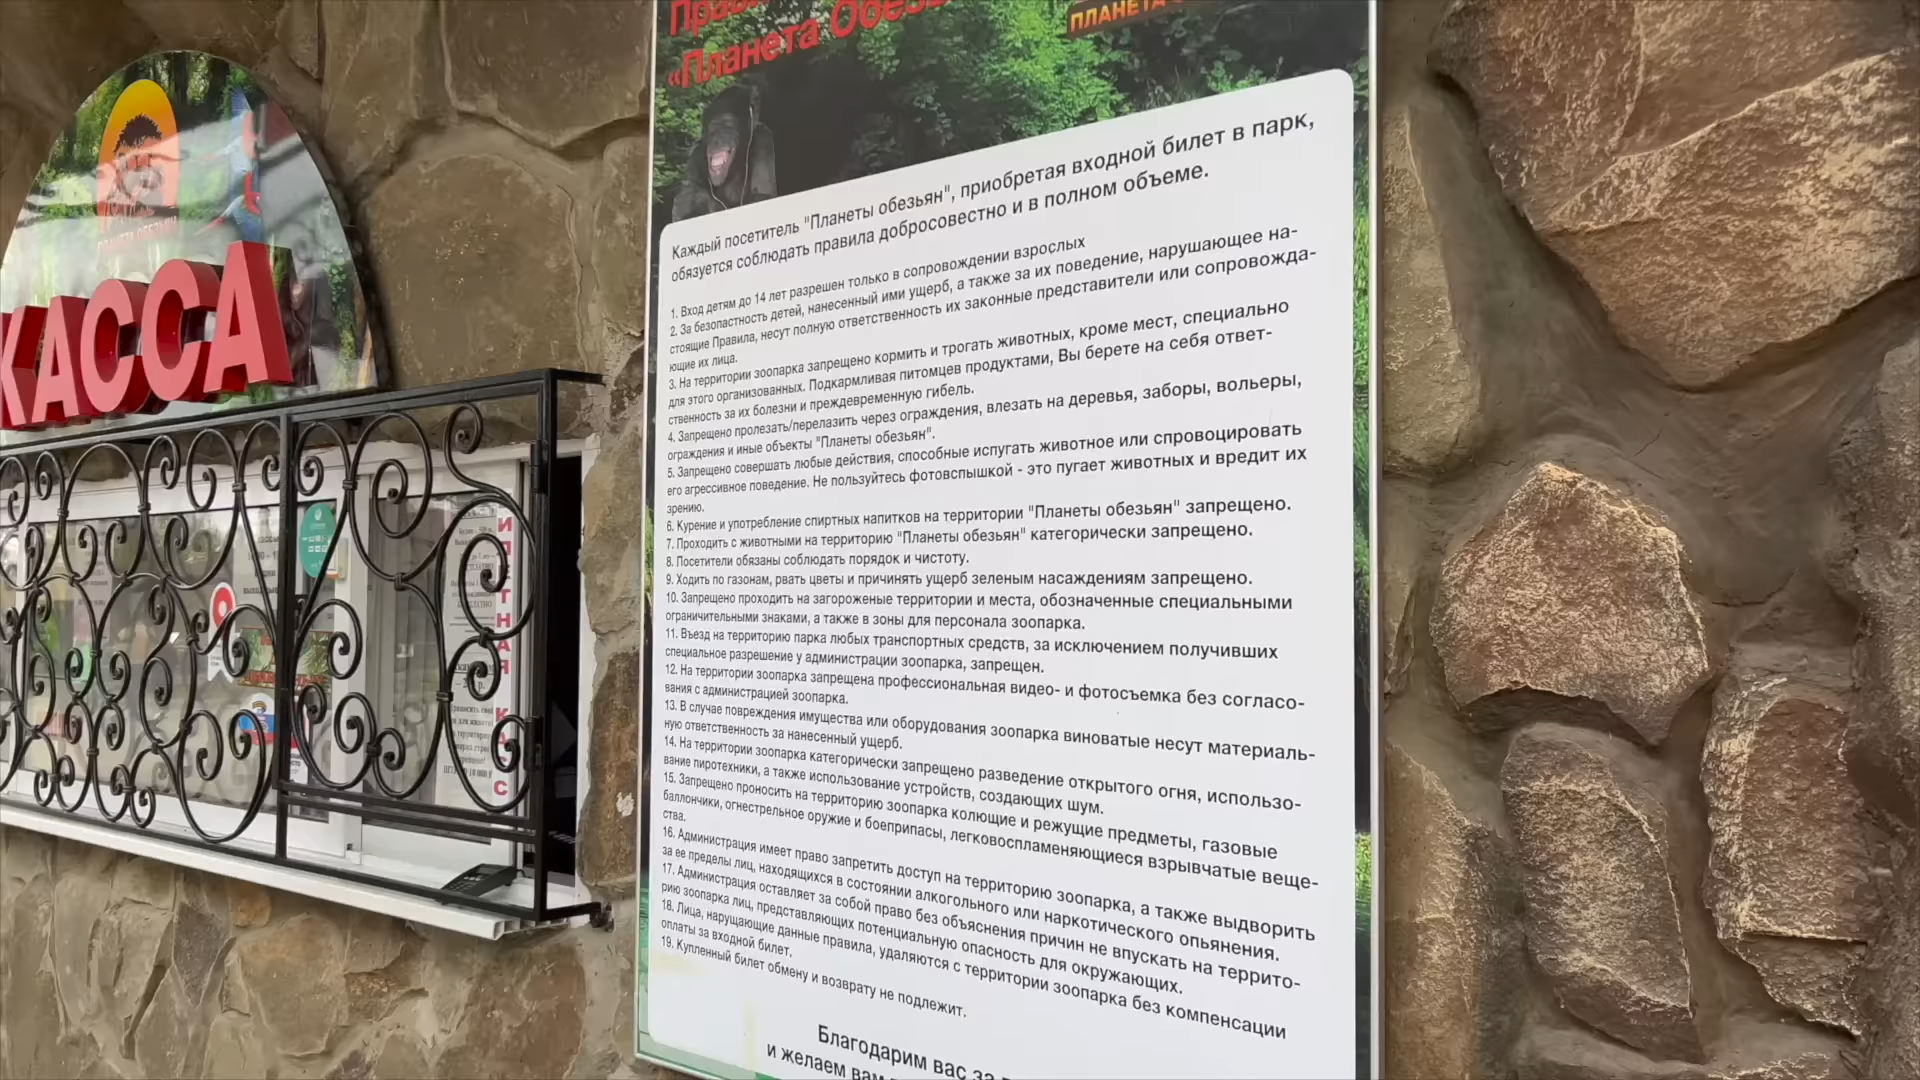 КАССА
«Планета
ПЛАНЕТА
Каждый посетитель "Планеты обезьян", приобретая входной билет в парк,
обязуется соблюдать правила добросовестно и в полном объеме.
1. Вход детям до 14 лет разрешен только в сопровождении взрослых
2. За безопастность детей, нанесенный ими ущерб, а также за их поведение, нарушающее на-
стоящие Правила, несут полную ответственность их законные представители или сопровожда-
ющие их лица.
3. На территории зоопарка запрещено кормить и трогать животных, кроме мест, специально
для этого организованных. Подкармливая питомцев продуктами, Вы берете на себя ответ-
ственность за их болезни и преждевременную гибель.
4. Запрещено пролезать/перелазить через ограждения, влезать на деревья, заборы, вольеры,
ограждения и иные объекты "Планеты обезьян".
5. Запрещено совершать любые действия, способные испугать животное или спровоцировать
его агрессивное поведение. Не пользуйтесь фотовспышкой - это пугает животных и вредит их
зрению.
6. Курение и употребление спиртных напитков на территории "Планеты обезьян" запрещено.
7. Проходить с животными на территорию "Планеты обезьян" категорически запрещено.
8. Посетители обязаны соблюдать порядок и чистоту.
9. Ходить по газонам, рвать цветы и причинять ущерб зеленым насаждениям запрещено.
10. Запрещено проходить на загороженые территории и места, обозначенные специальными
ограничительными знаками, а также в зоны для персонала зоопарка.
11. Въезд на территорию парка любых транспортных средств, за исключением получивших
специальное разрешение у администрации зоопарка, запрещен.
12. На территории зоопарка запрещена профессиональная видео- и фотосъемка без согласо-
вания с администрацией зоопарка.
13. В случае повреждения имущества или оборудования зоопарка виноватые несут материаль-
ную ответственность за нанесенный ущерб.
14. На территории зоопарка категорически запрещено разведение открытого огня, использо-
вание пиротехники, а также использование устройств, создающих шум.
15. Запрещено проносить на территорию зоопарка колющие и режущие предметы, газовые
баллончики, огнестрельное оружие и боеприпасы, легковоспламеняющиеся взрывчатые веще-
ства.
16. Администрация имеет право запретить доступ на территорию зоопарка, а также выдворить
за ее пределы лиц, находящихся в состоянии алкогольного или наркотического опьянения.
17. Администрация оставляет за собой право без объяснения причин не впускать на террито-
рию зоопарка лиц, представляющих потенциальную опасность для окружающих.
18. Лица, нарушающие данные правила, удаляются с территории зоопарка без компенсации
оплаты за входной билет.
19. Купленный билет обмену и возврату не подлежит.
Благодарим вас за
и желаем вам